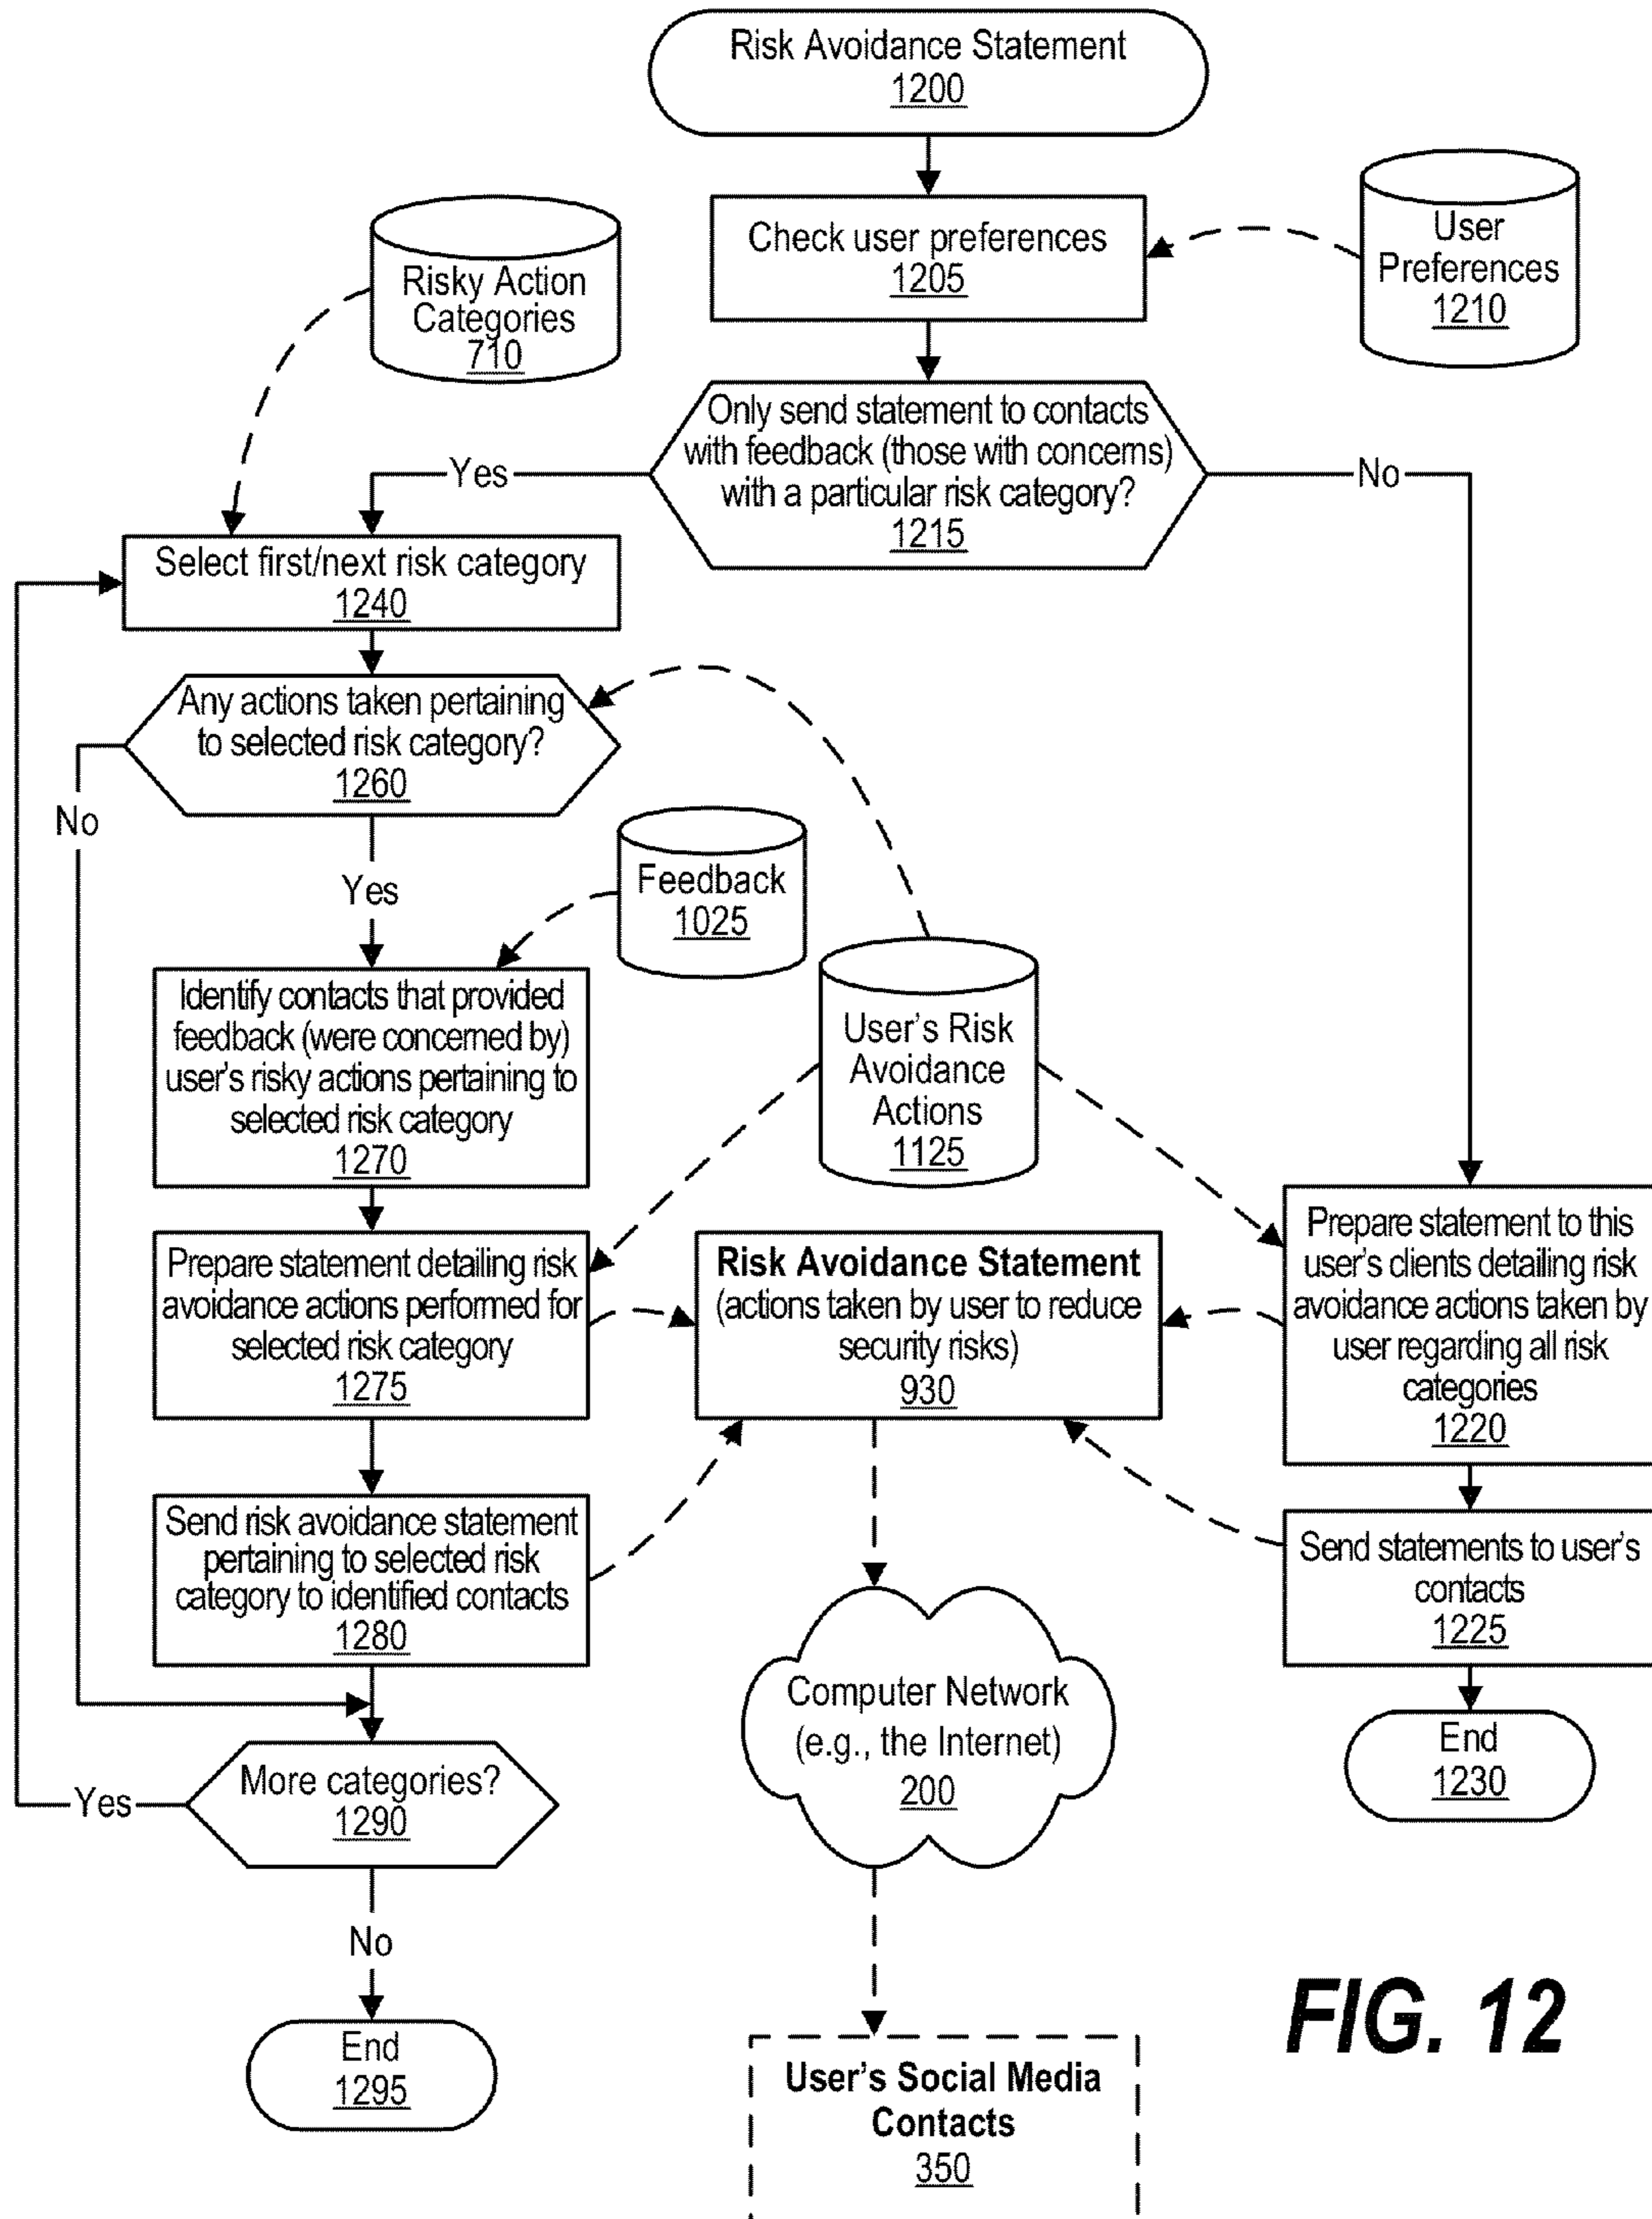 Risk Avoidance Statement
1200
Check user preferences
1205
User
Preferences
1210
Risky Action
Categories
710
Only send statement to contacts
with feedback (those with concerns)
with a particular risk category?
1215
Yes
No
Select first/next risk category
1240
Any actions taken pertaining
to selected risk category?
1260
No
Yes
Feedback
1025
Identify contacts that provided
feedback (were concerned by)
user's risky actions pertaining to
selected risk category
1270
User's Risk
Avoidance
Actions
1125
Prepare statement detailing risk
avoidance actions performed for
selected risk category
1275
Risk Avoidance Statement
(actions taken by user to reduce
security risks)
930
Prepare statement to this
user's clients detailing risk
avoidance actions taken by
user regarding all risk
categories
1220
Send risk avoidance statement
pertaining to selected risk
category to identified contacts
1280
Send statements to user's
contacts
1225
Computer Network
(e.g., the Internet)
200
End
1230
More categories?
1290
Yes
No
End
1295
User's Social Media
Contacts
350
FIG. 12